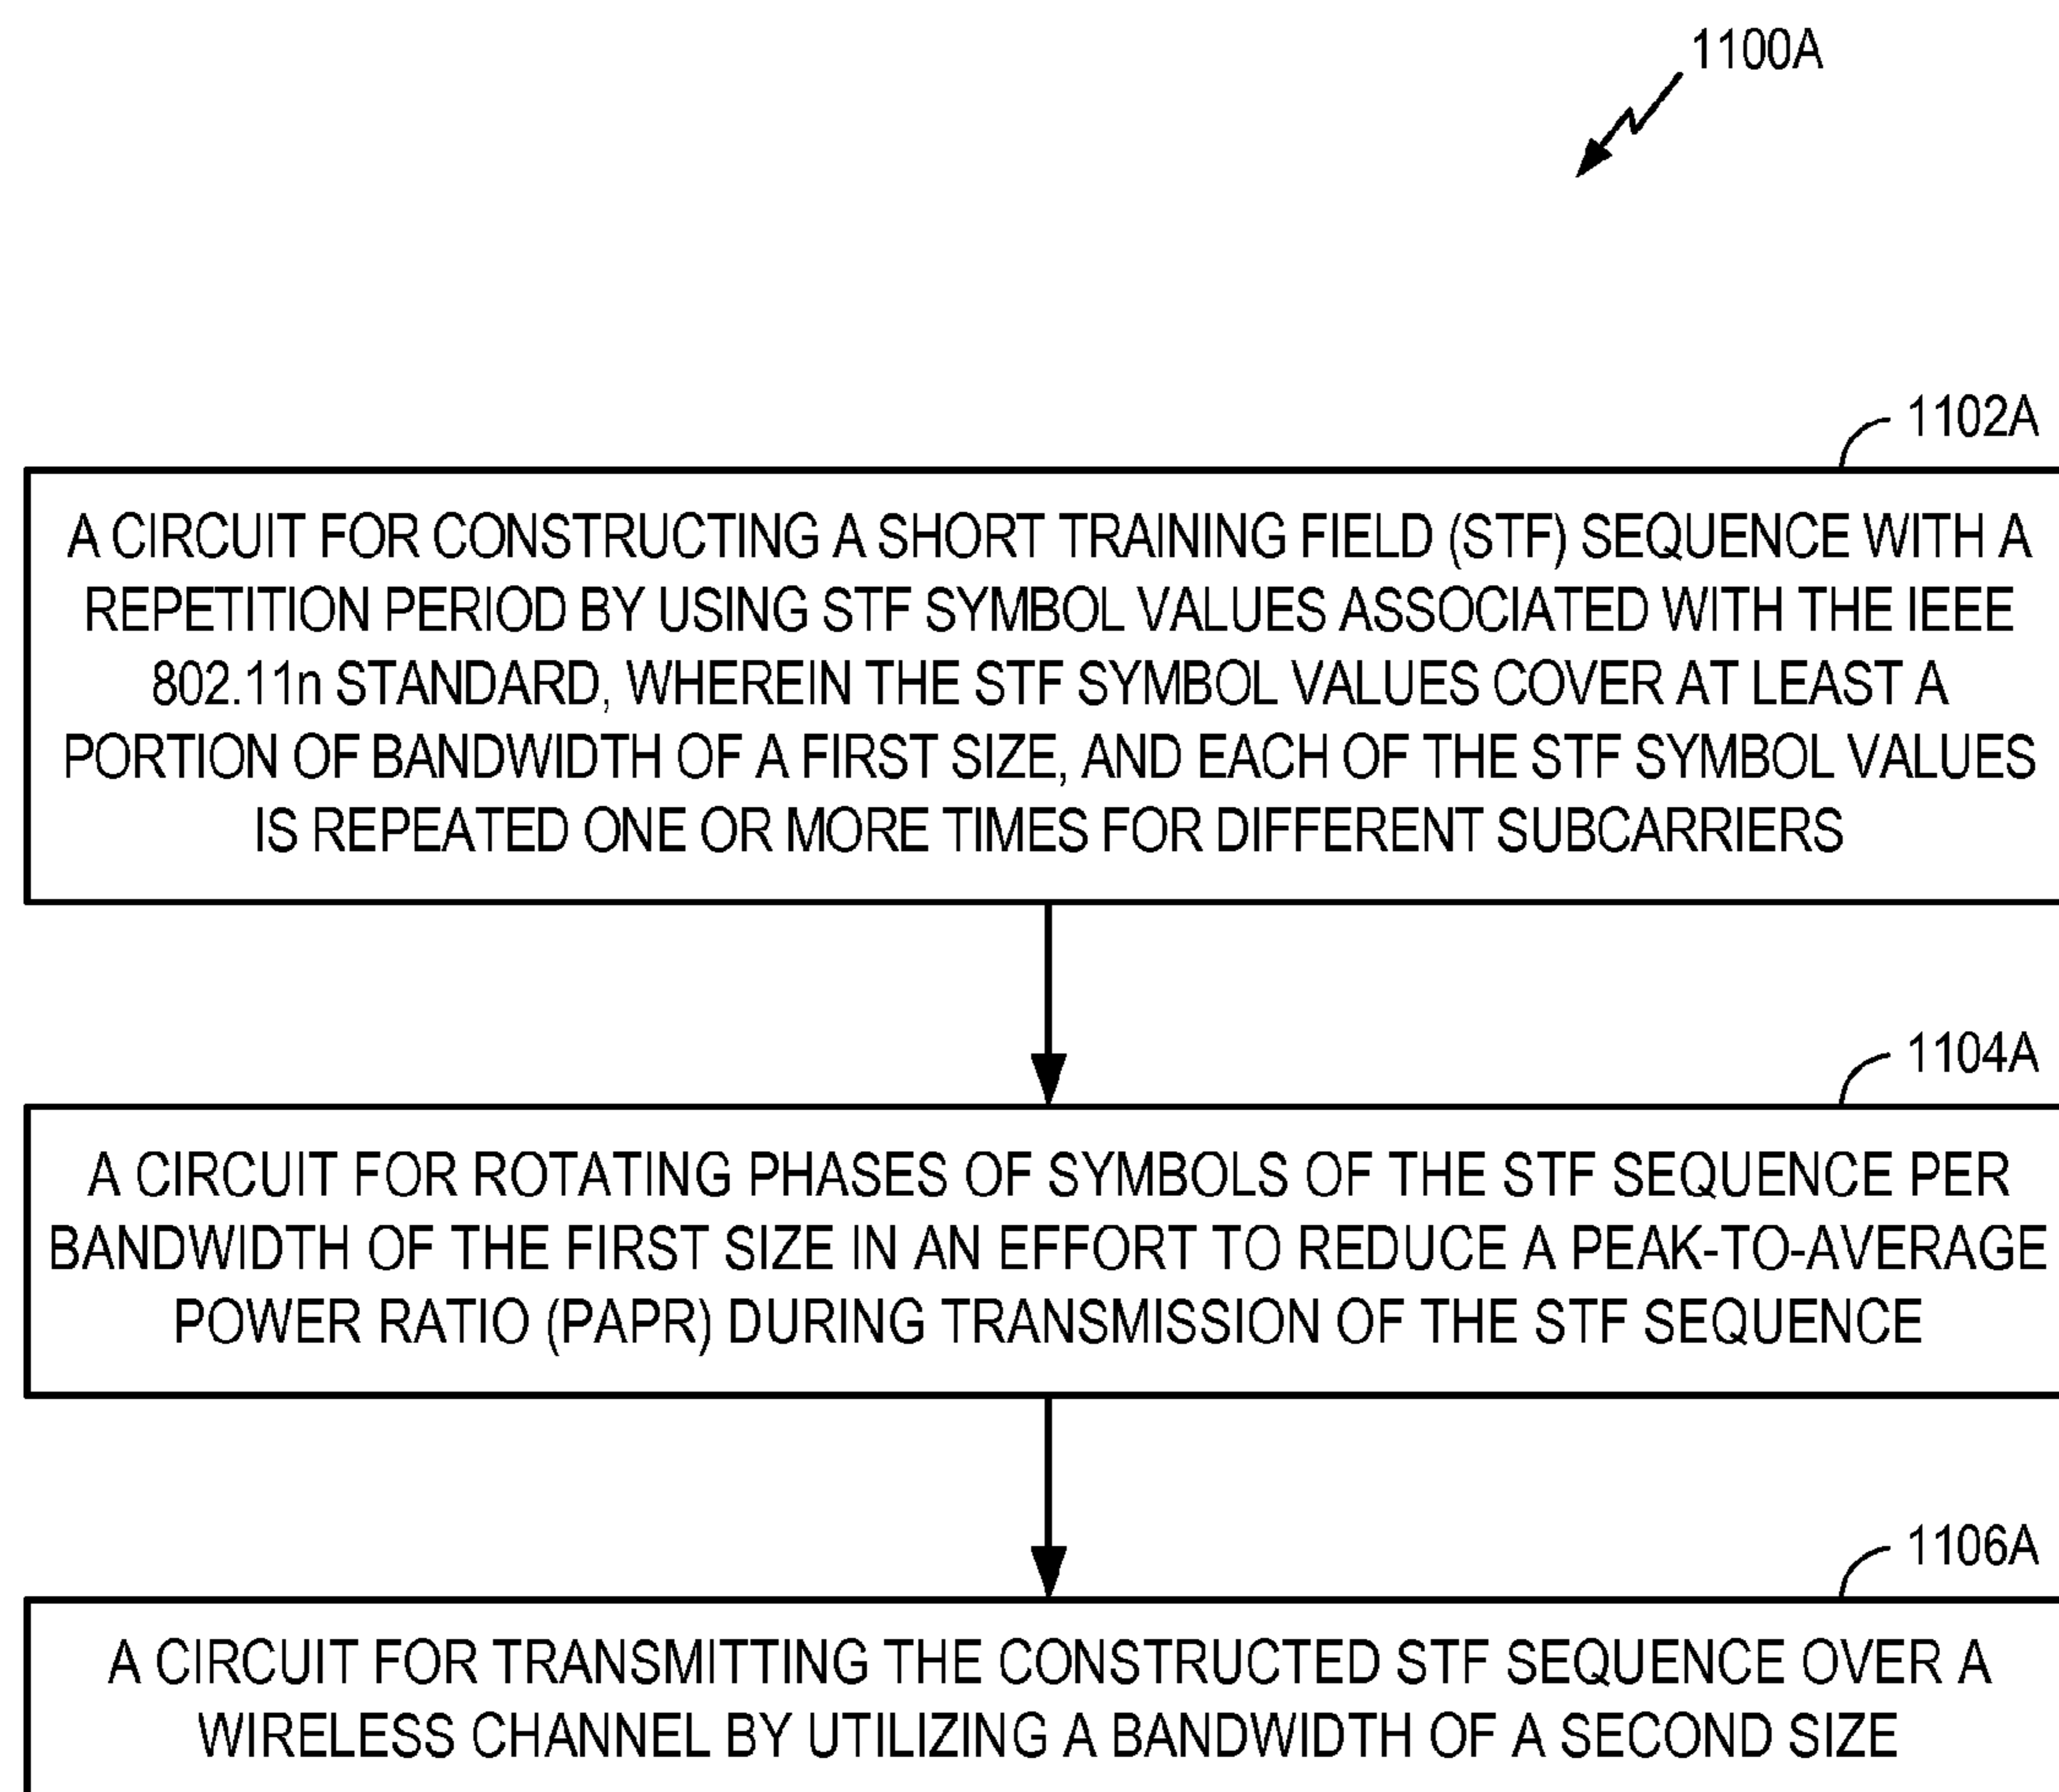 1100A
1102A
A CIRCUIT FOR CONSTRUCTING A SHORT TRAINING FIELD (STF) SEQUENCE WITH A
REPETITION PERIOD BY USING STF SYMBOL VALUES ASSOCIATED WITH THE IEEE
802.11n STANDARD, WHEREIN THE STF SYMBOL VALUES COVER AT LEAST A
PORTION OF BANDWIDTH OF A FIRST SIZE, AND EACH OF THE STF SYMBOL VALUES
IS REPEATED ONE OR MORE TIMES FOR DIFFERENT SUBCARRIERS
1104A
A CIRCUIT FOR ROTATING PHASES OF SYMBOLS OF THE STF SEQUENCE PER
BANDWIDTH OF THE FIRST SIZE IN AN EFFORT TO REDUCE A PEAK-TO-AVERAGE
POWER RATIO (PAPR) DURING TRANSMISSION OF THE STF SEQUENCE
1106A
A CIRCUIT FOR TRANSMITTING THE CONSTRUCTED STF SEQUENCE OVER A
WIRELESS CHANNEL BY UTILIZING A BANDWIDTH OF A SECOND SIZE